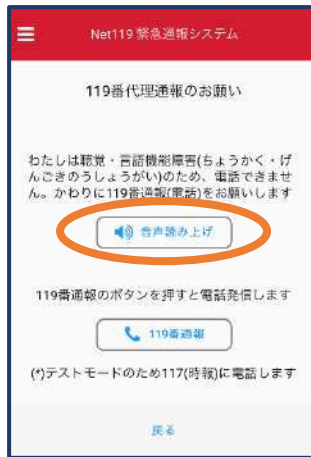 Net119 緊急通報システム
119番代理通報のお願い
わたしは聴覚・言語機能障害(ちょうかく・げ
んごきのうしょうがい)のため、電話できませ
ん。かわりに119番通報(電話)をお願いします
音声読み上げ
119番通報のボタンを押すと電話発信します
119番通報
(*)テストモードのため117(時報)に電話します
戻る